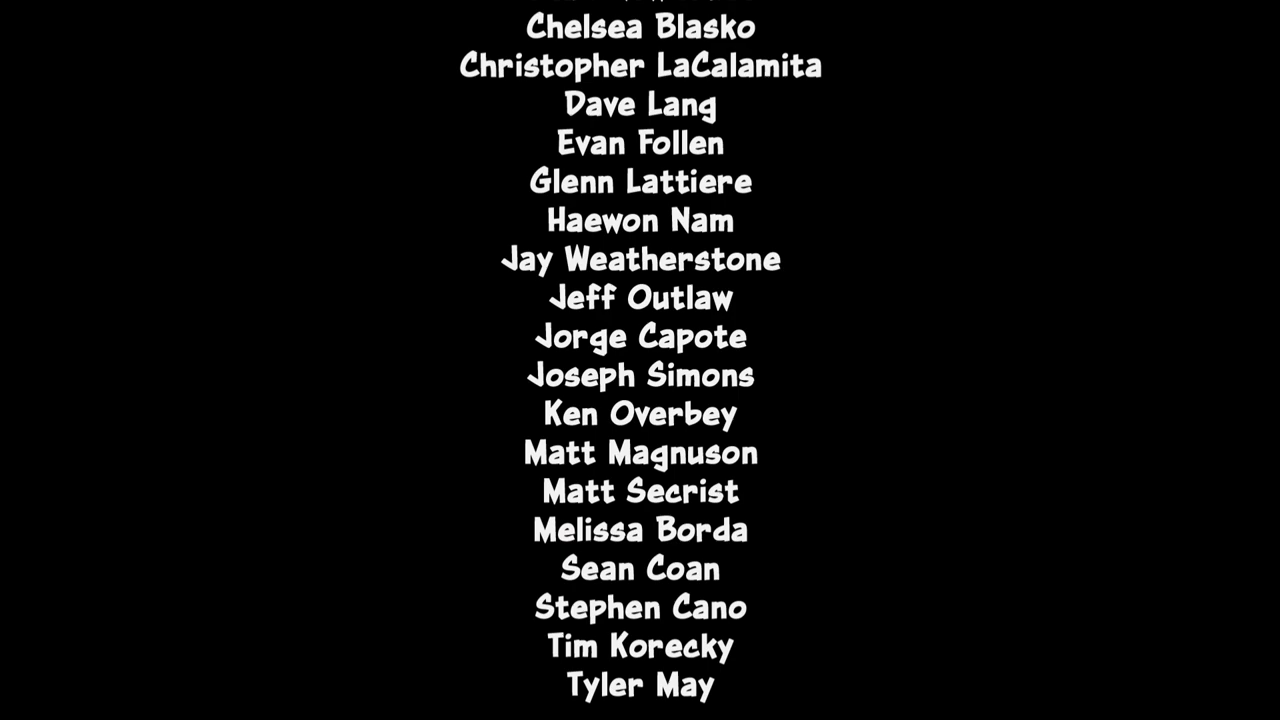 Chelsea Blasko
Christopher LaCalamita
Dave Lang
Evan Follen
Glenn Lattiere
Haewon Nam
Jay Weatherstone
Jeff Outlaw
Jorge Capote
Joseph Simons
Ken Overbey
Matt Magnuson
Matt Secrist
Melissa Borda
Sean Coan
Stephen Cano
Tim Korecky
Tyler May